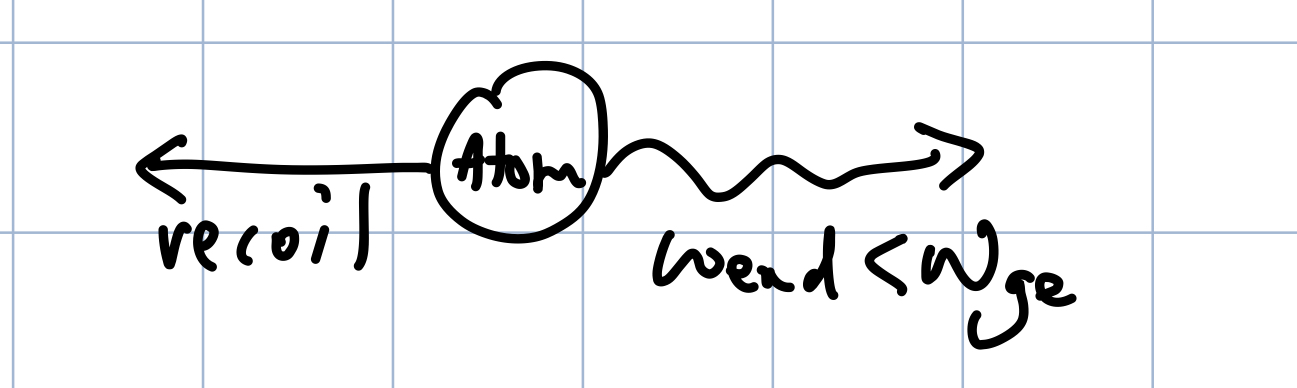 Atom
recoil
ωend < ωge